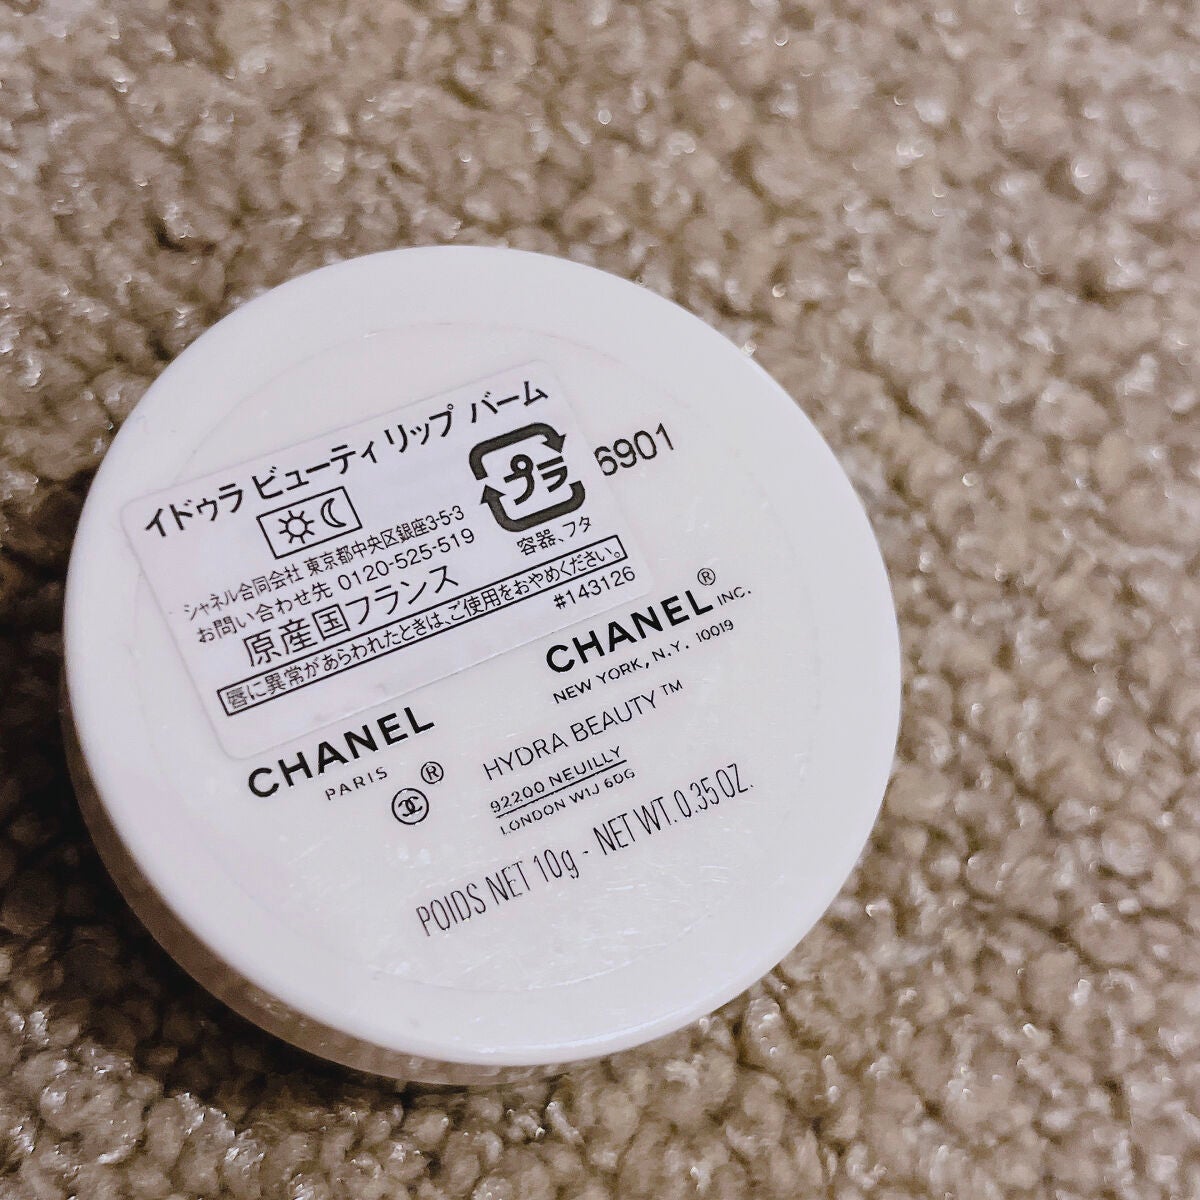 イドゥラ ビューティ リップ バーム
シャネル合同会社 東京都中央区銀座3-5-3
お問い合わせ先 0120-525-519
原産国フランス
唇に異常があらわれたときは、ご使用をおやめください。
#143126
プラ
容器、フタ
6901
CHANEL
PARIS
®
CHANEL® INC.
NEW YORK, N.Y. 10019
HYDRA BEAUTY™
92200 NEUILLY
LONDON W1J 6DG
POIDS NET 10g - NET WT. 0.35 OZ.